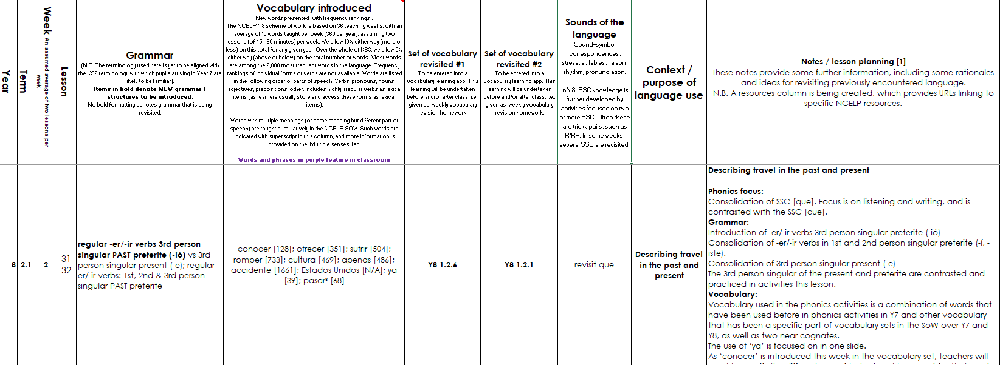 Year
Term
Week An assumed average of two lessons per week
Lesson
Grammar
(N.B. The terminology used here is yet to be aligned with
the KS2 terminology with which pupils arriving in Year 7 are
likely to be familiar).
Items in bold denote NEW grammar /
structures to be introduced.
No bold formatting denotes grammar that is being
revisited.
Vocabulary introduced
New words presented [with frequency rankings].
The NCELP Y8 scheme of work is based on 36 teaching weeks, with an
average of 10 words taught per week (360 per year), assuming two
lessons (of 45 - 60 minutes) per week. We allow 10% either way (more or
less) on this total for any given year. Over the whole of KS3, we allow 5%
either way (above or below) on the total number of words. Most words
are among the 2,000 most frequent words in the language. Frequency
rankings of individual forms of verbs are not available. Words are listed
in the following order of parts of speech: Verbs; pronouns; nouns;
adjectives; prepositions; other. Includes highly irregular verbs as lexical
items (as learners usually store and access these forms as lexical
items).
Words with multiple meanings (or same meaning but different part of
speech) are taught cumulatively in the NCELP SOW. Such words are
indicated with superscript in this column, and more information is
provided on the 'Multiple senses' tab.
Words and phrases in purple feature in classroom
Set of vocabulary
revisited #1
To be entered into a
vocabulary learning app. This
learning will be undertaken
before and/or after class, i.e.,
given as weekly vocabulary
revision homework.
Set of vocabulary
revisited #2
To be entered into a
vocabulary learning app. This
learning will be undertaken
before and/or after class, i.e.,
given as weekly vocabulary
revision homework.
Sounds of the
language
Sound-symbol
correspondences,
stress, syllables, liaison,
rhythm, pronunciation.
In Y8, SSC knowledge is
further developed by
activities focused on two
or more SSC. Often these
are tricky pairs, such as
R/RR. In some weeks,
several SSC are revisited.
Context /
purpose of
language use
Notes / lesson planning [1]
These notes provide some further information, including some rationales
and ideas for revisiting previously encountered language.
N.B. A resources column is being created, which provides URLs linking to
specific NCELP resources.
8
2.1
2
31
32
regular -er/-ir verbs 3rd person
singular PAST preterite (-ió) vs 3rd
person singular present (-e); regular
er/-ir verbs: 1st, 2nd & 3rd person
singular PAST preterite
conocer [128]; ofrecer [351]; sufrir [504];
romper [733]; cultura [469]; apenas [486];
accidente [1661]; Estados Unidos [N/A]; ya
[39]; pasar³ [68]
Y8 1.2.6
Y8 1.2.1
revisit que
Describing travel
in the past and
present
Describing travel in the past and present
Phonics focus:
Consolidation of SSC [que]. Focus is on listening and writing, and is
contrasted with the SSC [cue].
Grammar:
Introduction of -er/-ir verbs 3rd person singular preterite (-ió)
Consolidation of -er/-ir verbs in 1st and 2nd person singular preterite (-í, -
iste).
Consolidation of 3rd person singular present (-e)
The 3rd person singular of the present and preterite are contrasted and
practiced in activities this lesson.
Vocabulary:
Vocabulary used in the phonics activities is a combination of words that
have been used before in phonics activities in Y7 and other vocabulary
that has been a specific part of vocabulary sets in the SoW over Y7 and
Y8, as well as two near cognates.
The use of 'ya' is focused on in one slide.
As 'conocer' is introduced this week in the vocabulary set, teachers will